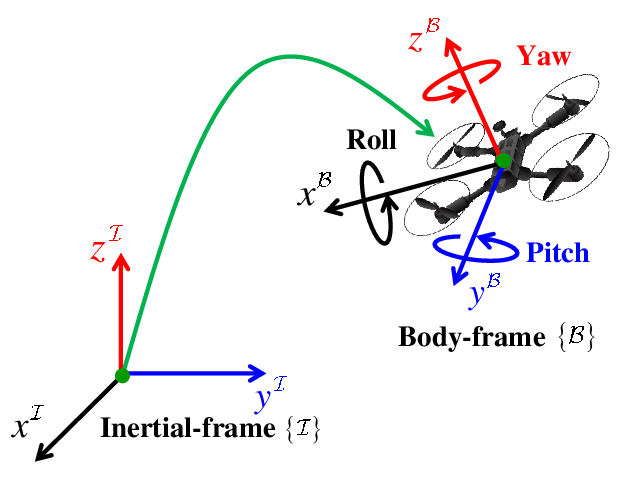 z^ℬ
Yaw
Roll
x^ℬ
Pitch
y^ℬ
Body-frame {ℬ}
z^ℐ
y^ℐ
x^ℐ
Inertial-frame {ℐ}